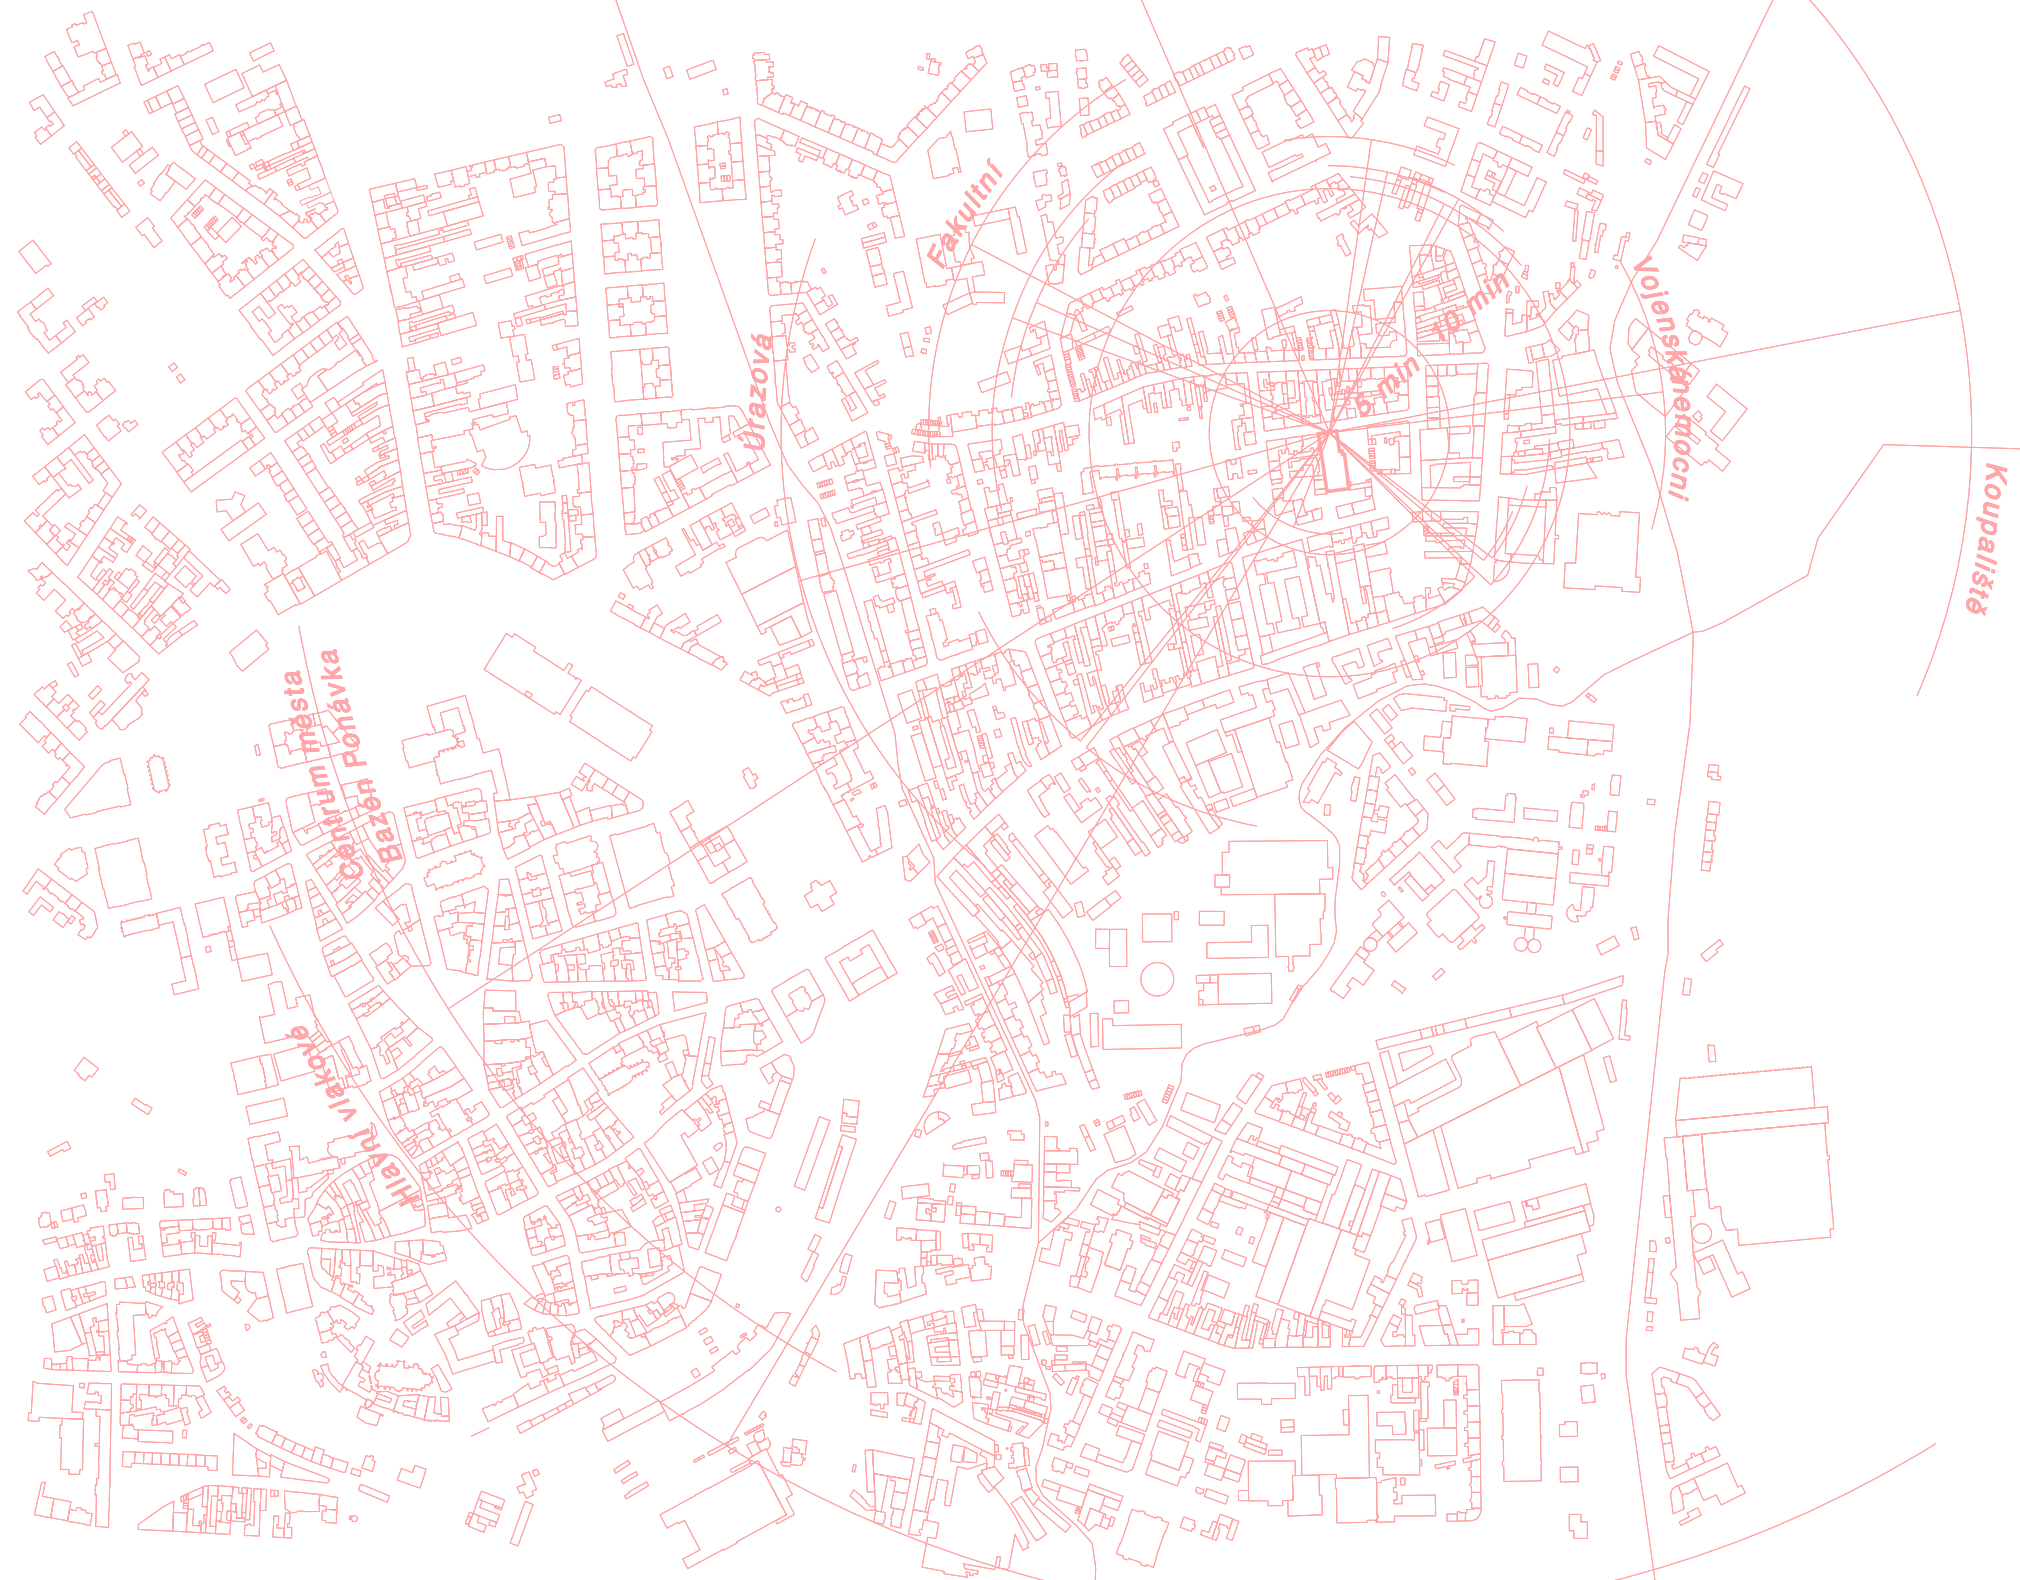 Fakultní
Vojenská nemocni
10 min
5 min
Úrazová
Koupaliště
Centrum města
Bazén Ponávka
Hlavní vlakové